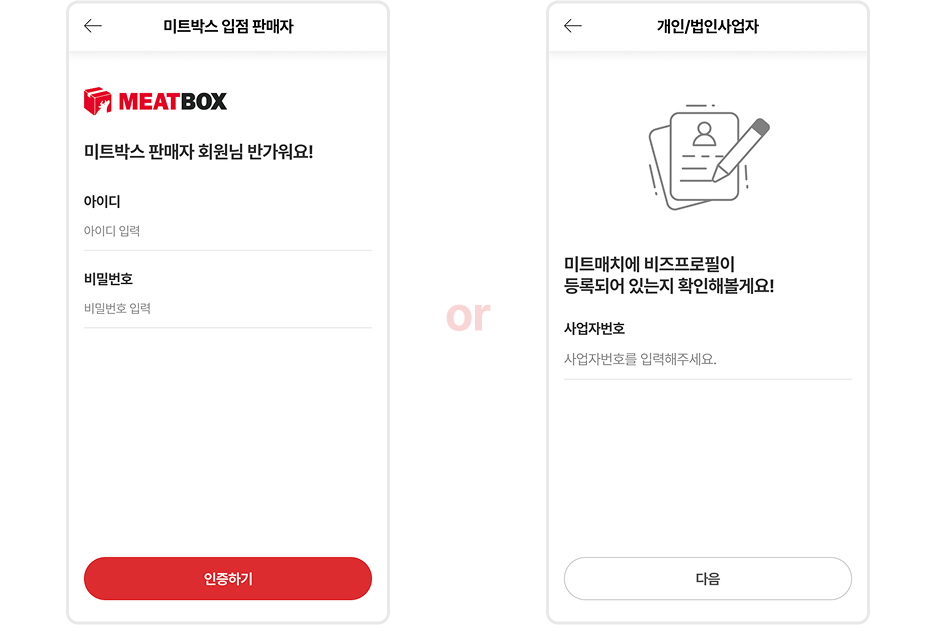 미트박스 입점 판매자
MEATBOX
미트박스 판매자 회원님 반가워요!
아이디
아이디 입력
비밀번호
비밀번호 입력
인증하기
or
개인/법인사업자
미트매치에 비즈프로필이
등록되어 있는지 확인해볼게요!
사업자번호
사업자번호를 입력해주세요.
다음